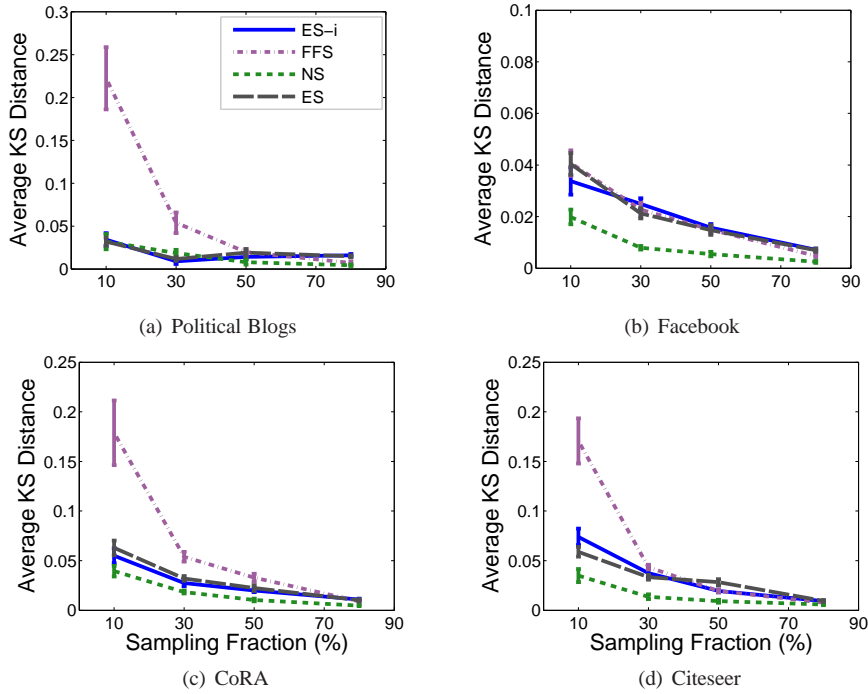 0.3
0.25
0.2
0.15
0.1
0.05
0
10 30 50 70 90
Average KS Distance
ES-i
FFS
NS
ES
(a) Political Blogs
0.1
0.08
0.06
0.04
0.02
0
10 30 50 70 90
Average KS Distance
(b) Facebook
0.25
0.2
0.15
0.1
0.05
0
10 30 50 70 90
Average KS Distance
Sampling Fraction (%)
(c) CoRA
0.25
0.2
0.15
0.1
0.05
0
10 30 50 70 90
Average KS Distance
Sampling Fraction (%)
(d) Citeseer